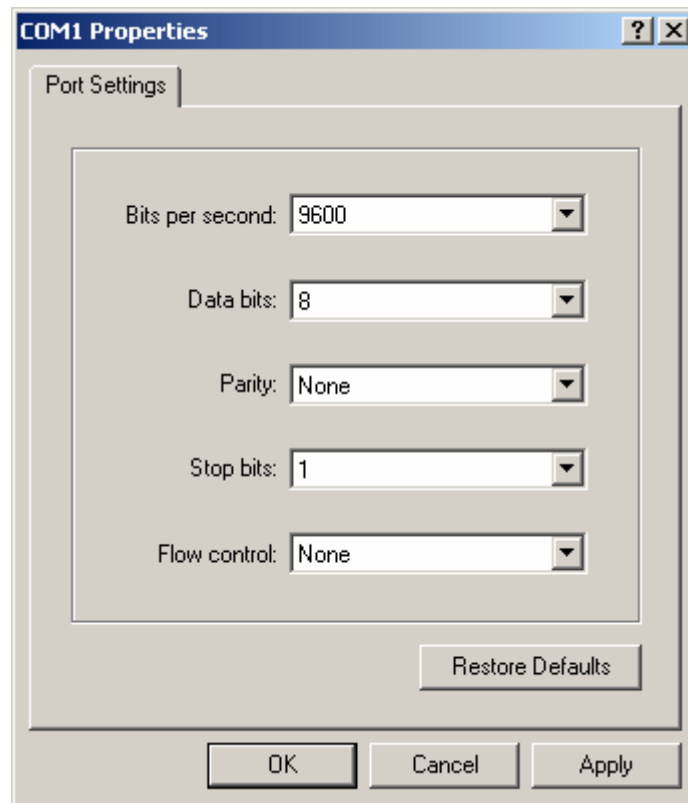 COM1 Properties
Port Settings
Bits per second: 9600
Data bits: 8
Parity: None
Stop bits: 1
Flow control: None
Restore Defaults
OK Cancel Apply